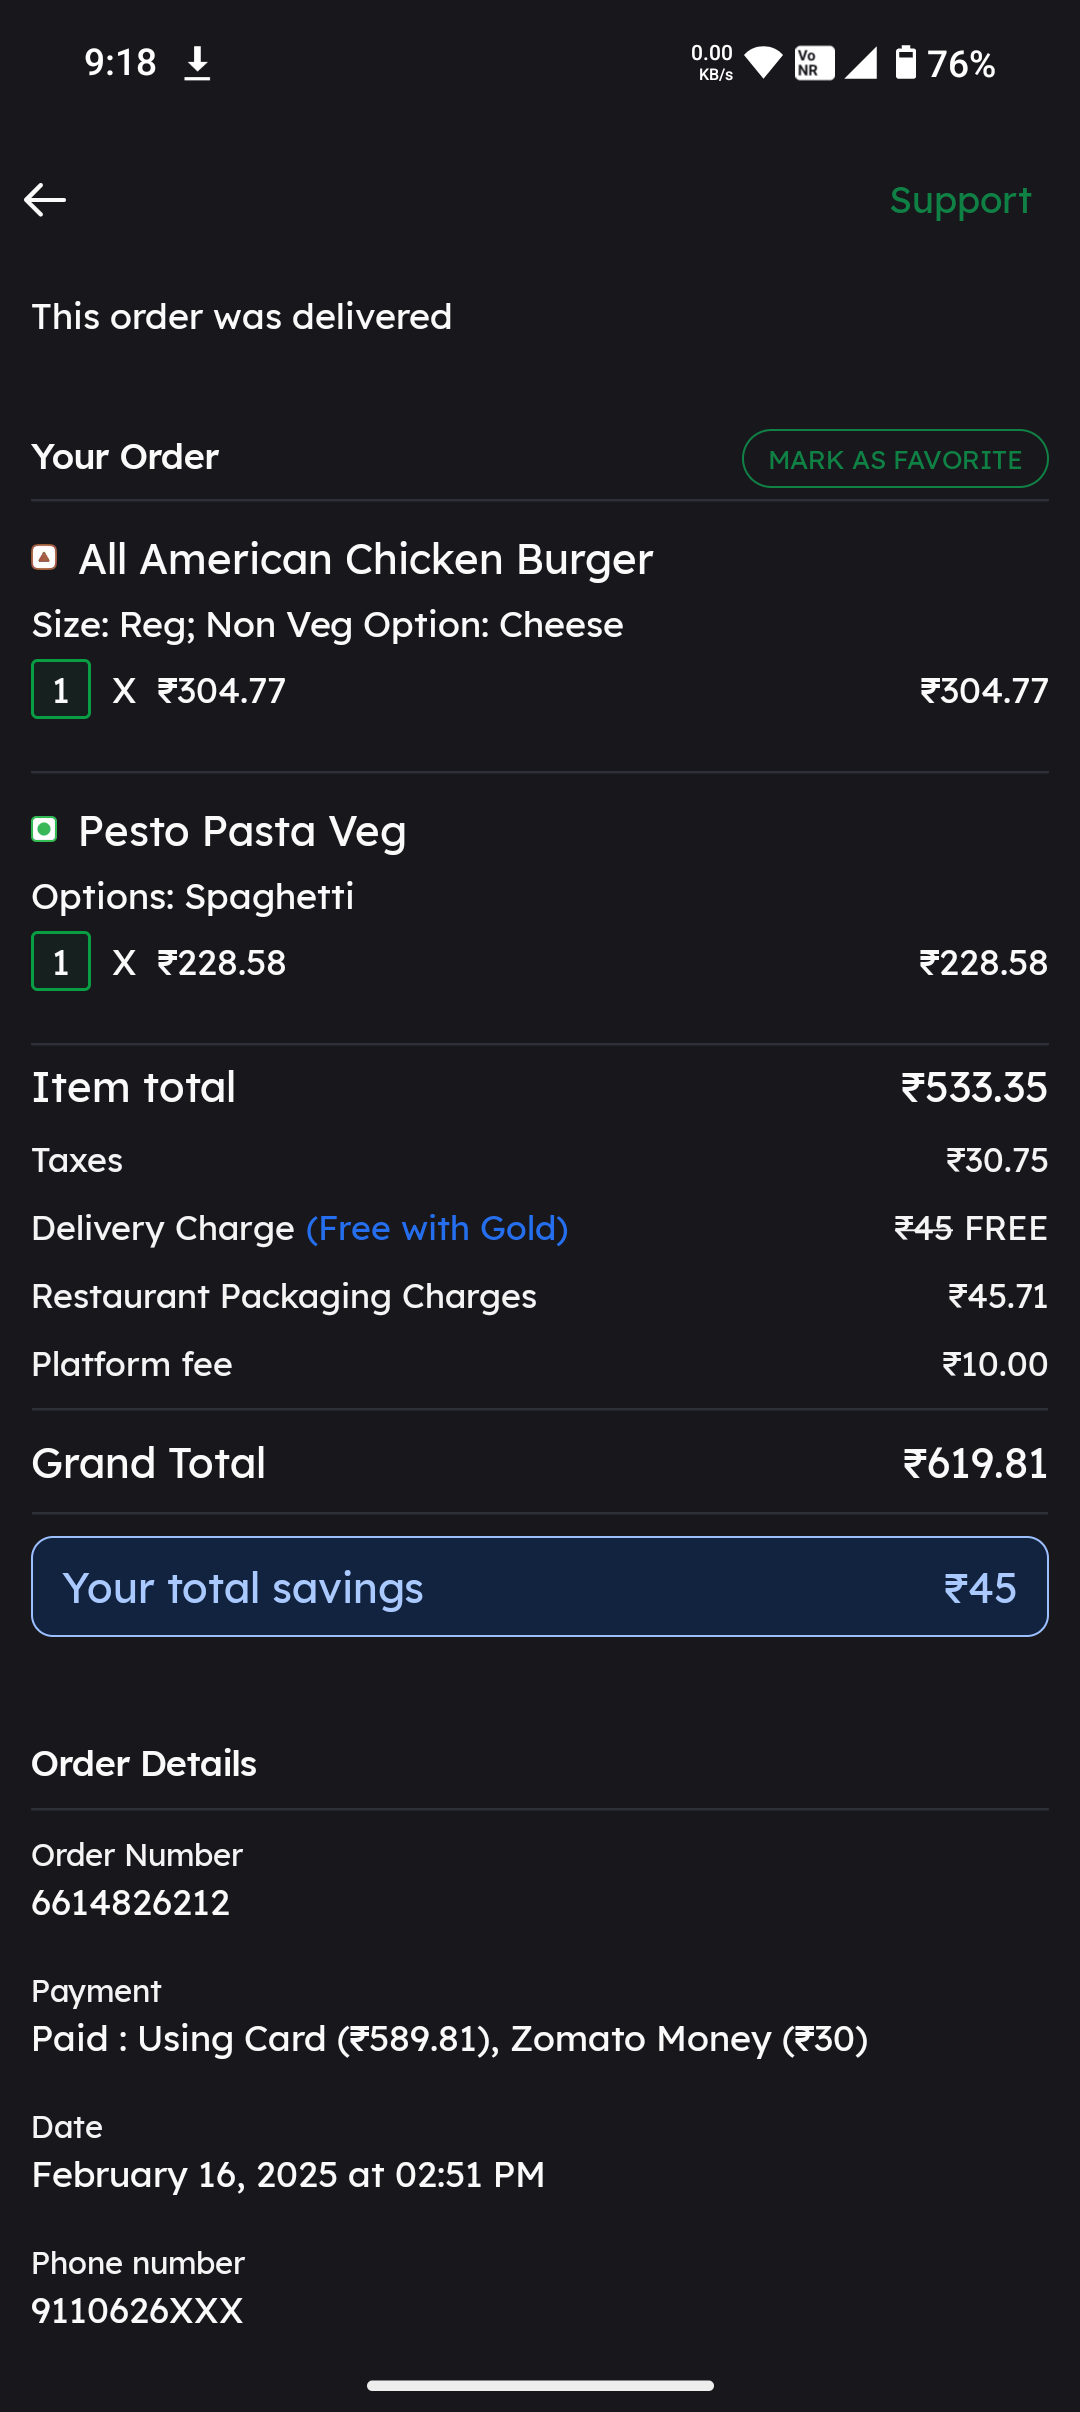 9:18
0.00 KB/s Vo NR 76%
Support
This order was delivered
Your Order
MARK AS FAVORITE
All American Chicken Burger
Size: Reg; Non Veg Option: Cheese
1 X ₹304.77 ₹304.77
Pesto Pasta Veg
Options: Spaghetti
1 X ₹228.58 ₹228.58
Item total ₹533.35
Taxes ₹30.75
Delivery Charge (Free with Gold) ₹45 FREE
Restaurant Packaging Charges ₹45.71
Platform fee ₹10.00
Grand Total ₹619.81
Your total savings ₹45
Order Details
Order Number
6614826212
Payment
Paid : Using Card (₹589.81), Zomato Money (₹30)
Date
February 16, 2025 at 02:51 PM
Phone number
9110626XXX